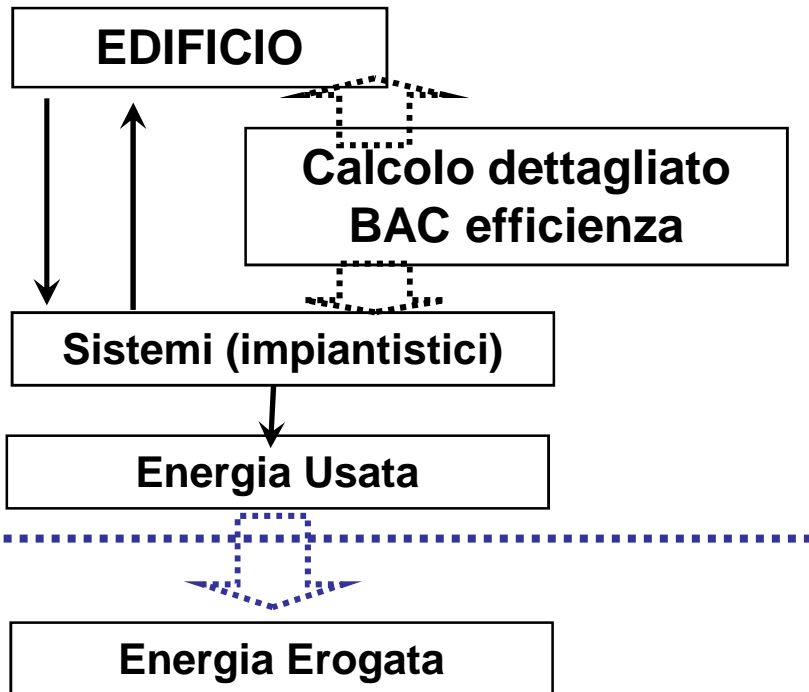 EDIFICIO
Calcolo dettagliato
BAC efficienza
Sistemi (impiantistici)
Energia Usata
Energia Erogata